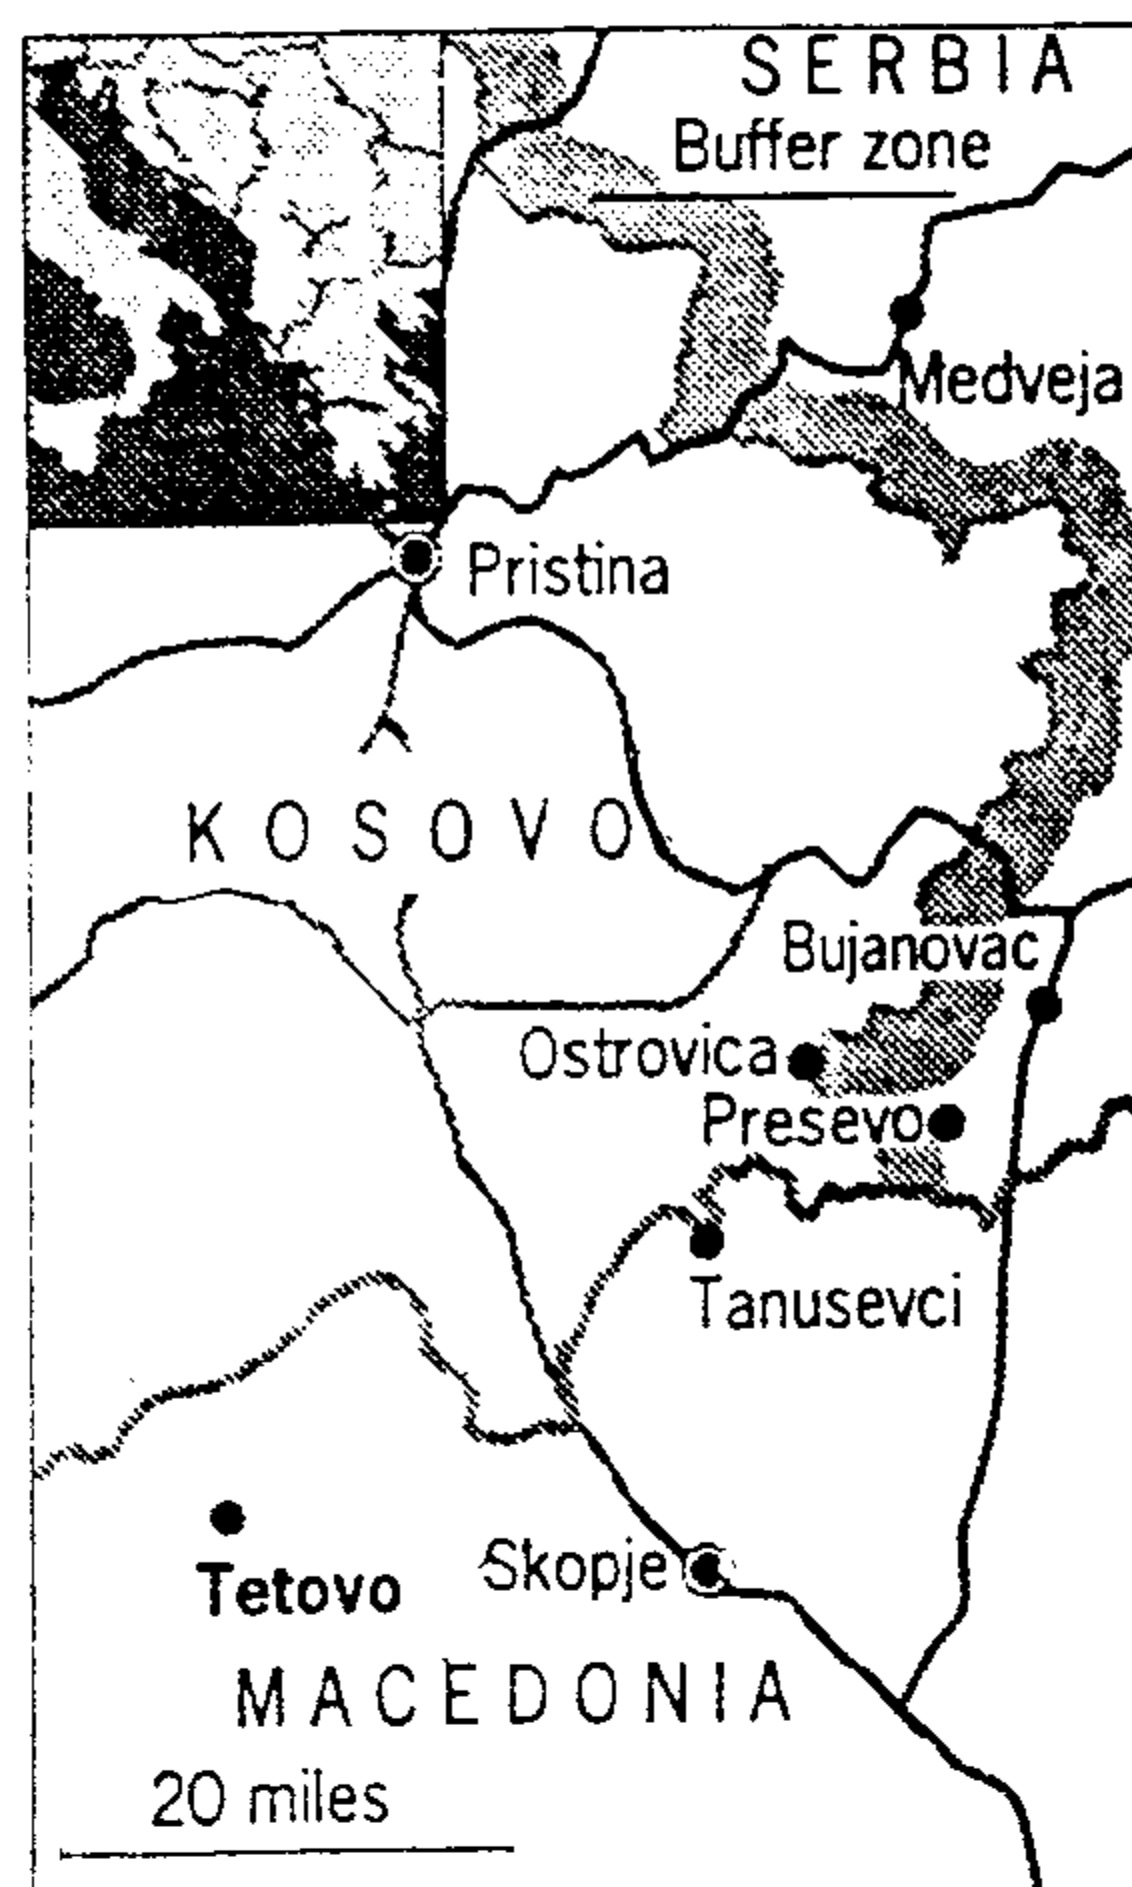 SERBIA
Buffer zone
Medveja
Pristina
KOSOVO
Bujanovac
Ostrovica
Presevo
Tanusevci
Skopje
Tetovo
MACEDONIA
20 miles